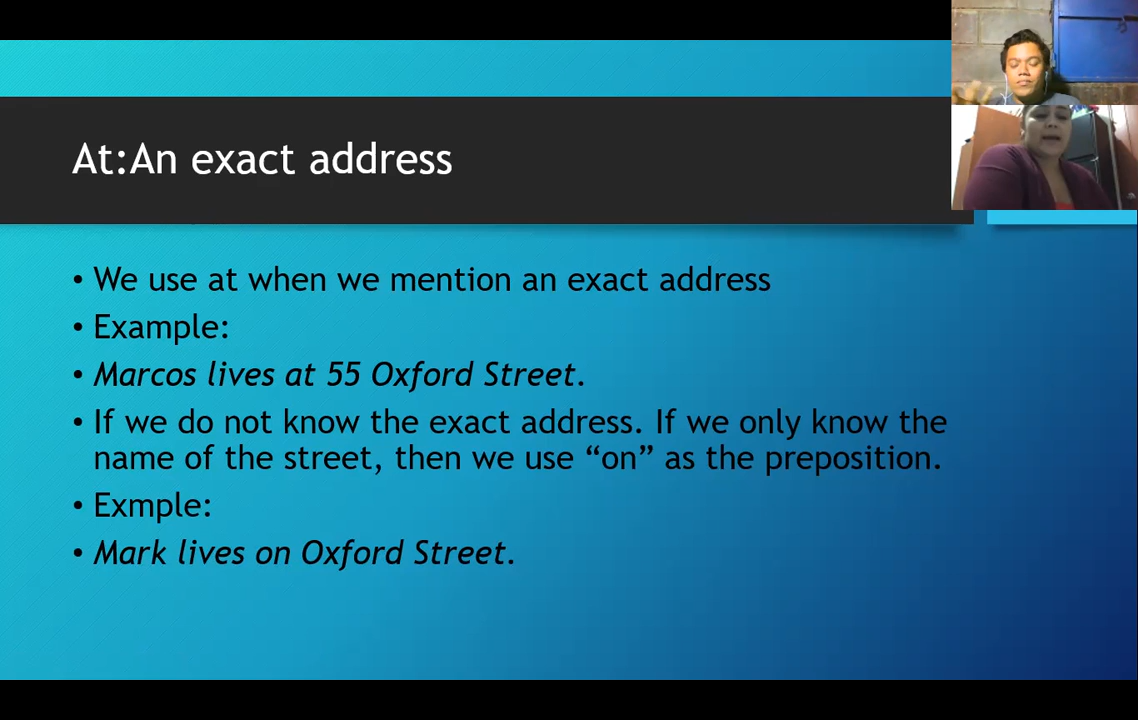 At:An exact address
• We use at when we mention an exact address
• Example:
• Marcos lives at 55 Oxford Street.
• If we do not know the exact address. If we only know the
name of the street, then we use “on” as the preposition.
• Exmple:
• Mark lives on Oxford Street.